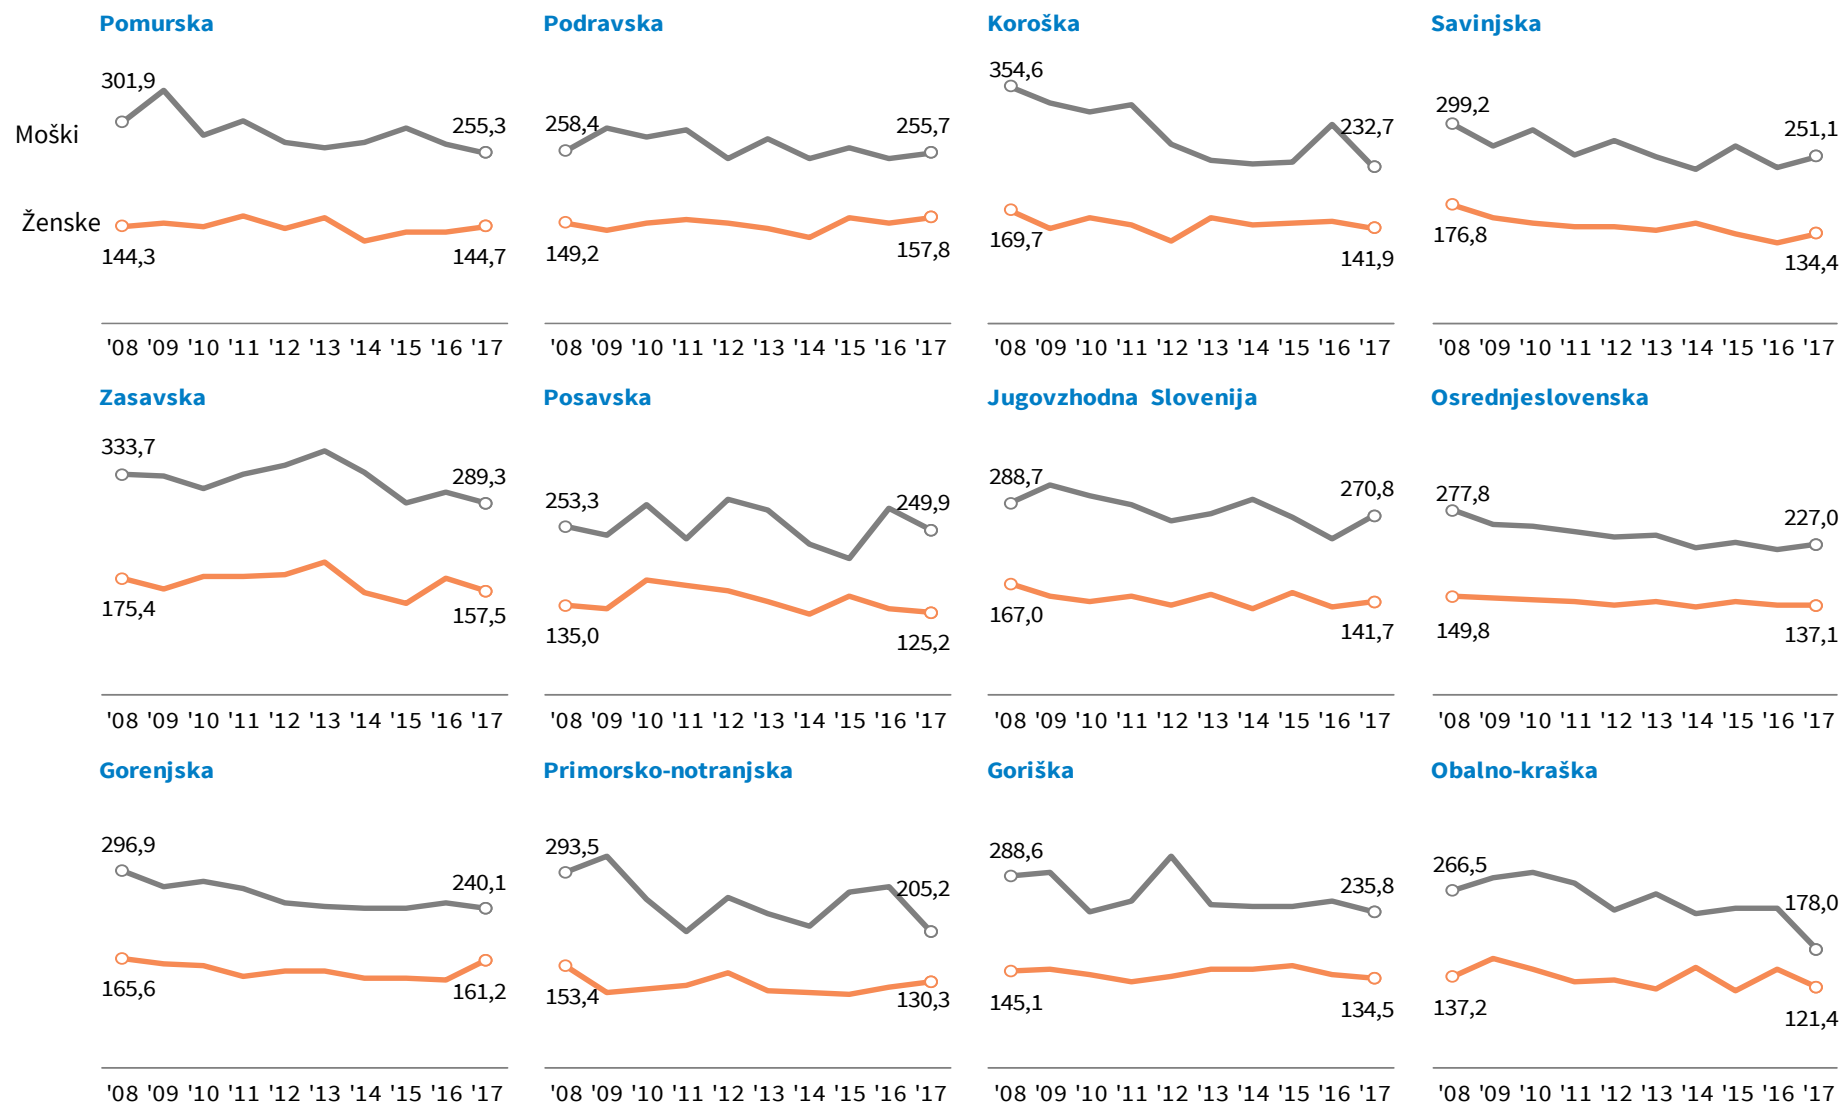 Pomurska Podravska Koroška Savinjska
354,6
301,9
299,2
258,4 255,3 255,7 232,7 251,1
Moški
Ženske
144,3 144,7 149,2 157,8 169,7 141,9 176,8 134,4
'08 '09 '10 '11 '12 '13 '14 '15 '16 '17 '08 '09 '10 '11 '12 '13 '14 '15 '16 '17 '08 '09 '10 '11 '12 '13 '14 '15 '16 '17 '08 '09 '10 '11 '12 '13 '14 '15 '16 '17
Zasavska Posavska Jugovzhodna Slovenija Osrednjeslovenska
333,7 289,3 253,3 249,9 288,7 270,8 277,8 227,0
175,4 157,5 135,0 125,2 167,0 141,7 149,8 137,1
'08 '09 '10 '11 '12 '13 '14 '15 '16 '17 '08 '09 '10 '11 '12 '13 '14 '15 '16 '17 '08 '09 '10 '11 '12 '13 '14 '15 '16 '17 '08 '09 '10 '11 '12 '13 '14 '15 '16 '17
Gorenjska Primorsko-notranjska Goriška Obalno-kraška
296,9 240,1 293,5 205,2 288,6 235,8 266,5 178,0
165,6 161,2 153,4 130,3 145,1 134,5 137,2 121,4
'08 '09 '10 '11 '12 '13 '14 '15 '16 '17 '08 '09 '10 '11 '12 '13 '14 '15 '16 '17 '08 '09 '10 '11 '12 '13 '14 '15 '16 '17 '08 '09 '10 '11 '12 '13 '14 '15 '16 '17